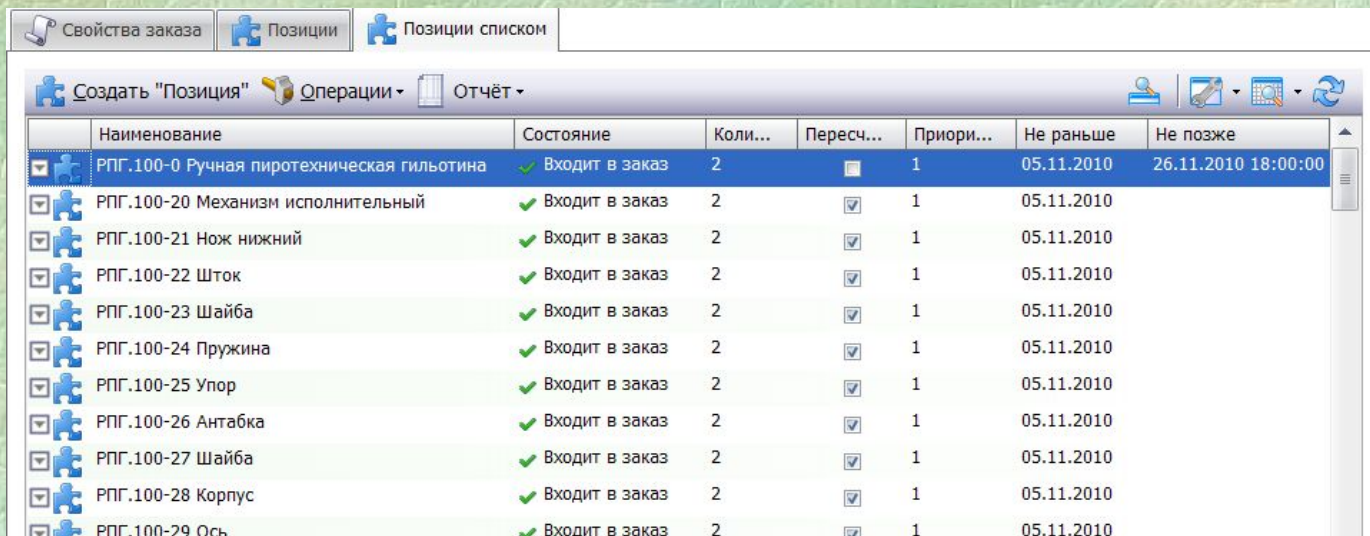 Свойства заказа Позиции Позиции списком
Создать "Позиция" Операции Отчёт
Наименование Состояние Коли... Пересч... Приори... Не раньше Не позже
РПГ.100-0 Ручная пиротехническая гильотина Входит в заказ 2 1 05.11.2010 26.11.2010 18:00:00
РПГ.100-20 Механизм исполнительный Входит в заказ 2 1 05.11.2010
РПГ.100-21 Нож нижний Входит в заказ 2 1 05.11.2010
РПГ.100-22 Шток Входит в заказ 2 1 05.11.2010
РПГ.100-23 Шайба Входит в заказ 2 1 05.11.2010
РПГ.100-24 Пружина Входит в заказ 2 1 05.11.2010
РПГ.100-25 Упор Входит в заказ 2 1 05.11.2010
РПГ.100-26 Антабка Входит в заказ 2 1 05.11.2010
РПГ.100-27 Шайба Входит в заказ 2 1 05.11.2010
РПГ.100-28 Корпус Входит в заказ 2 1 05.11.2010
РПГ.100-29 Ось Входит в заказ 2 1 05.11.2010